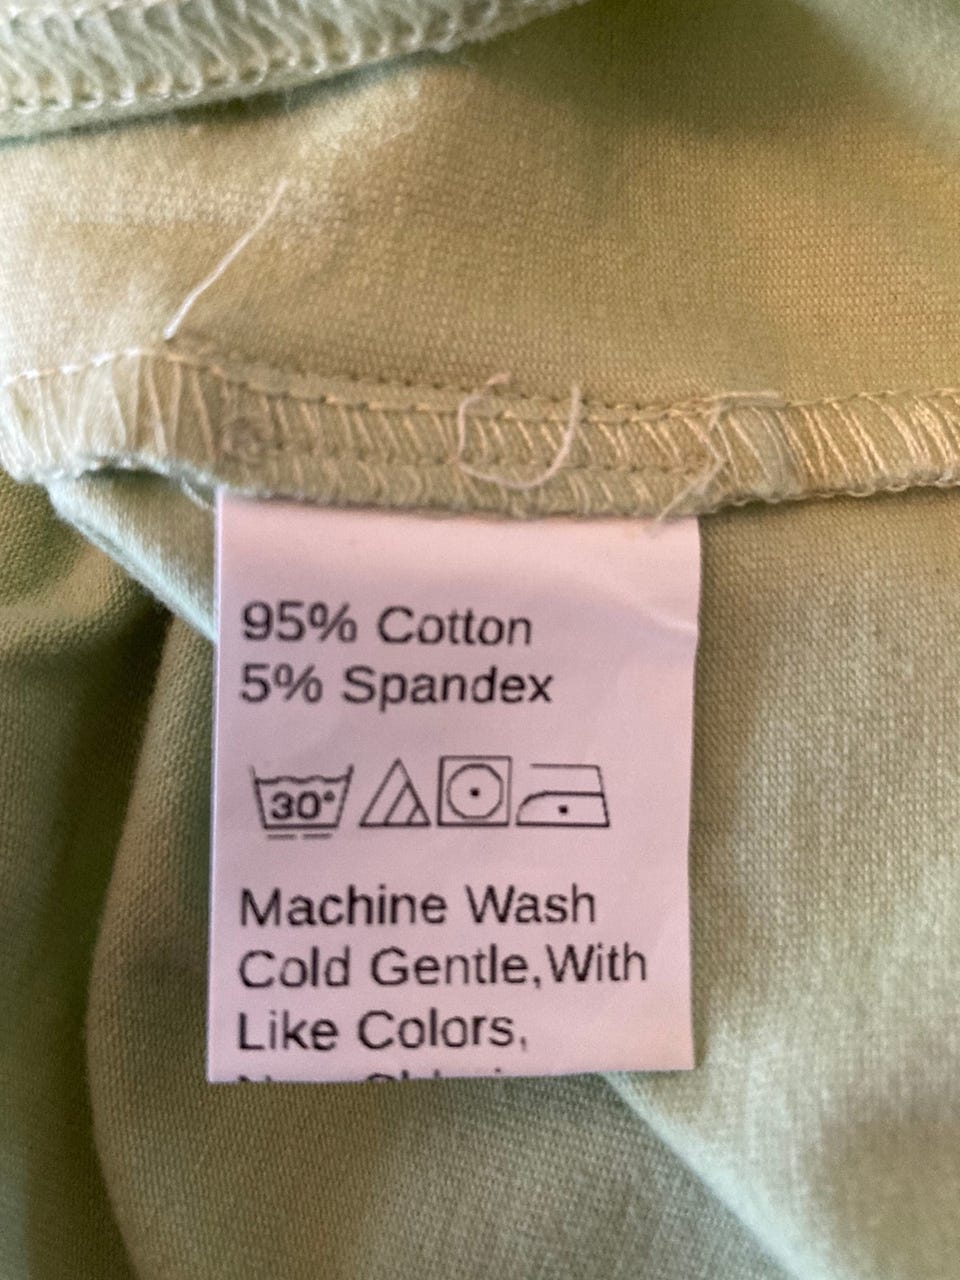 95% Cotton
5% Spandex
30°
Machine Wash
Cold Gentle,With
Like Colors,